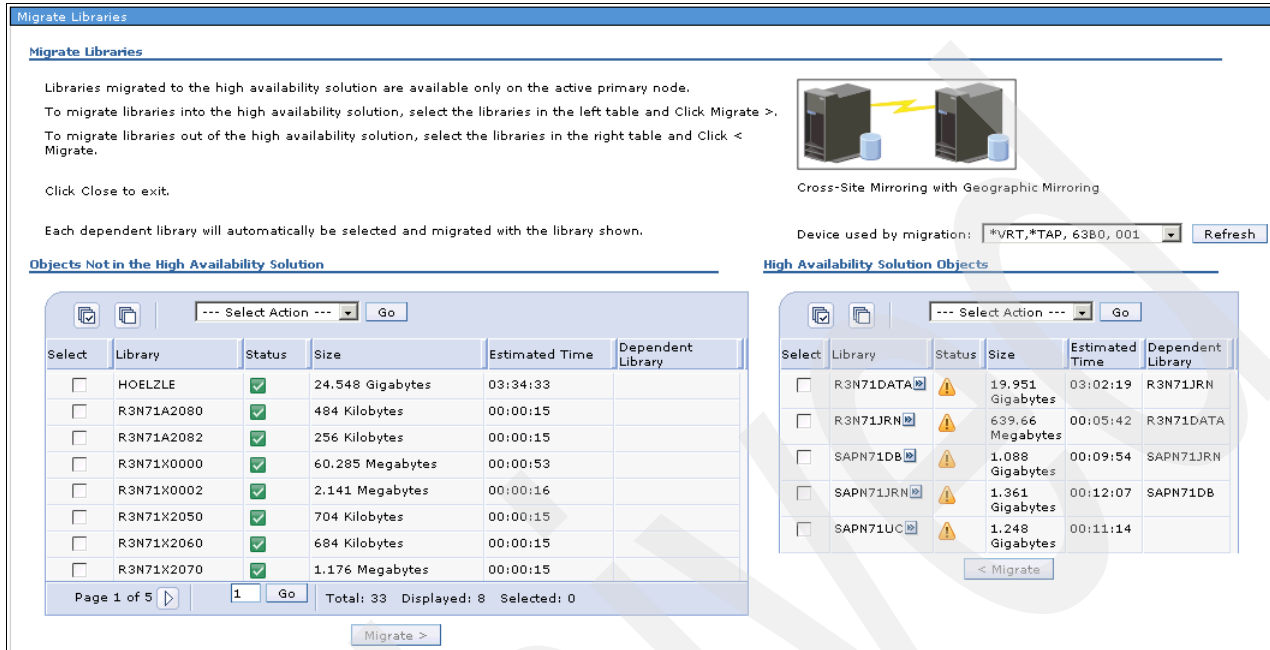 Migrate Libraries
Migrate Libraries
Libraries migrated to the high availability solution are available only on the active primary node.
To migrate libraries into the high availability solution, select the libraries in the left table and Click Migrate >.
To migrate libraries out of the high availability solution, select the libraries in the right table and Click <
Migrate.
Click Close to exit.
Cross-Site Mirroring with Geographic Mirroring
Each dependent library will automatically be selected and migrated with the library shown.
Device used by migration: *VRT,*TAP, 63B0, 001 Refresh
Objects Not in the High Availability Solution
--- Select Action --- Go
Select Library Status Size Estimated Time Dependent
Library
HOELZLE 24.548 Gigabytes 03:34:33
R3N71A2080 484 Kilobytes 00:00:15
R3N71A2082 256 Kilobytes 00:00:15
R3N71X0000 60.285 Megabytes 00:00:53
R3N71X0002 2.141 Megabytes 00:00:16
R3N71X2050 704 Kilobytes 00:00:15
R3N71X2060 684 Kilobytes 00:00:15
R3N71X2070 1.176 Megabytes 00:00:15
Page 1 of 5 1 Go Total: 33 Displayed: 8 Selected: 0
Migrate >
High Availability Solution Objects
--- Select Action --- Go
Select Library Status Size Estimated Dependent
Time Library
R3N71DATA 19.951 03:02:19 R3N71JRN
Gigabytes
R3N71JRN 639.66 00:05:42 R3N71DATA
Megabytes
SAPN71DB 1.088 00:09:54 SAPN71JRN
Gigabytes
SAPN71JRN 1.361 00:12:07 SAPN71DB
Gigabytes
SAPN71UC 1.248 00:11:14
Gigabytes
< Migrate